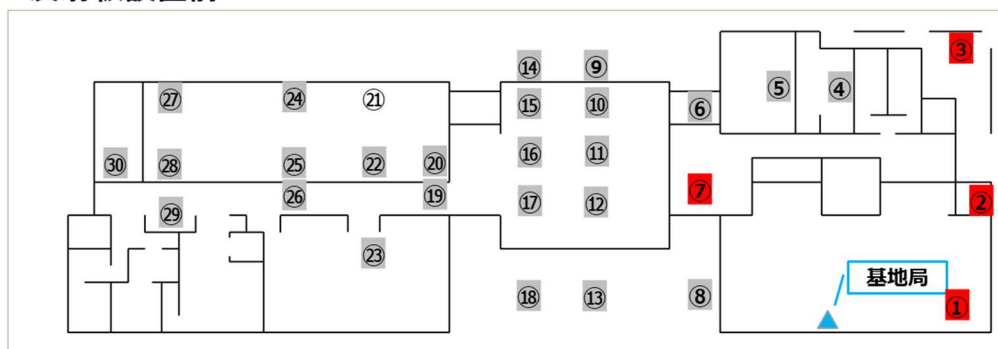 ③
⑭ ⑨
⑤ ④
㉗ ㉔ ㉑ ⑮ ⑩ ⑥
㉚ ㉘ ㉕ ㉒ ⑳ ⑯ ⑪
㉖ ⑲ ⑰ ⑫ ⑦ ②
㉙
㉓
基地局
⑱ ⑬ ⑧ ①